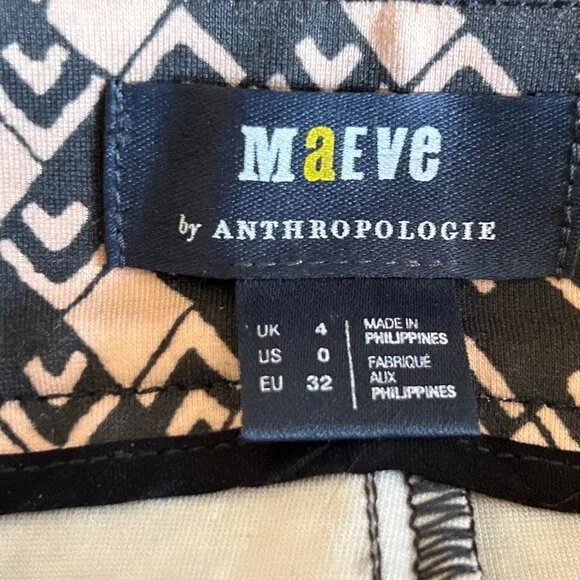 MaEVe
by ANTHROPOLOGIE
UK 4
US 0
EU 32
MADE IN
PHILIPPINES
FABRIQUÉ
AUX
PHILIPPINES